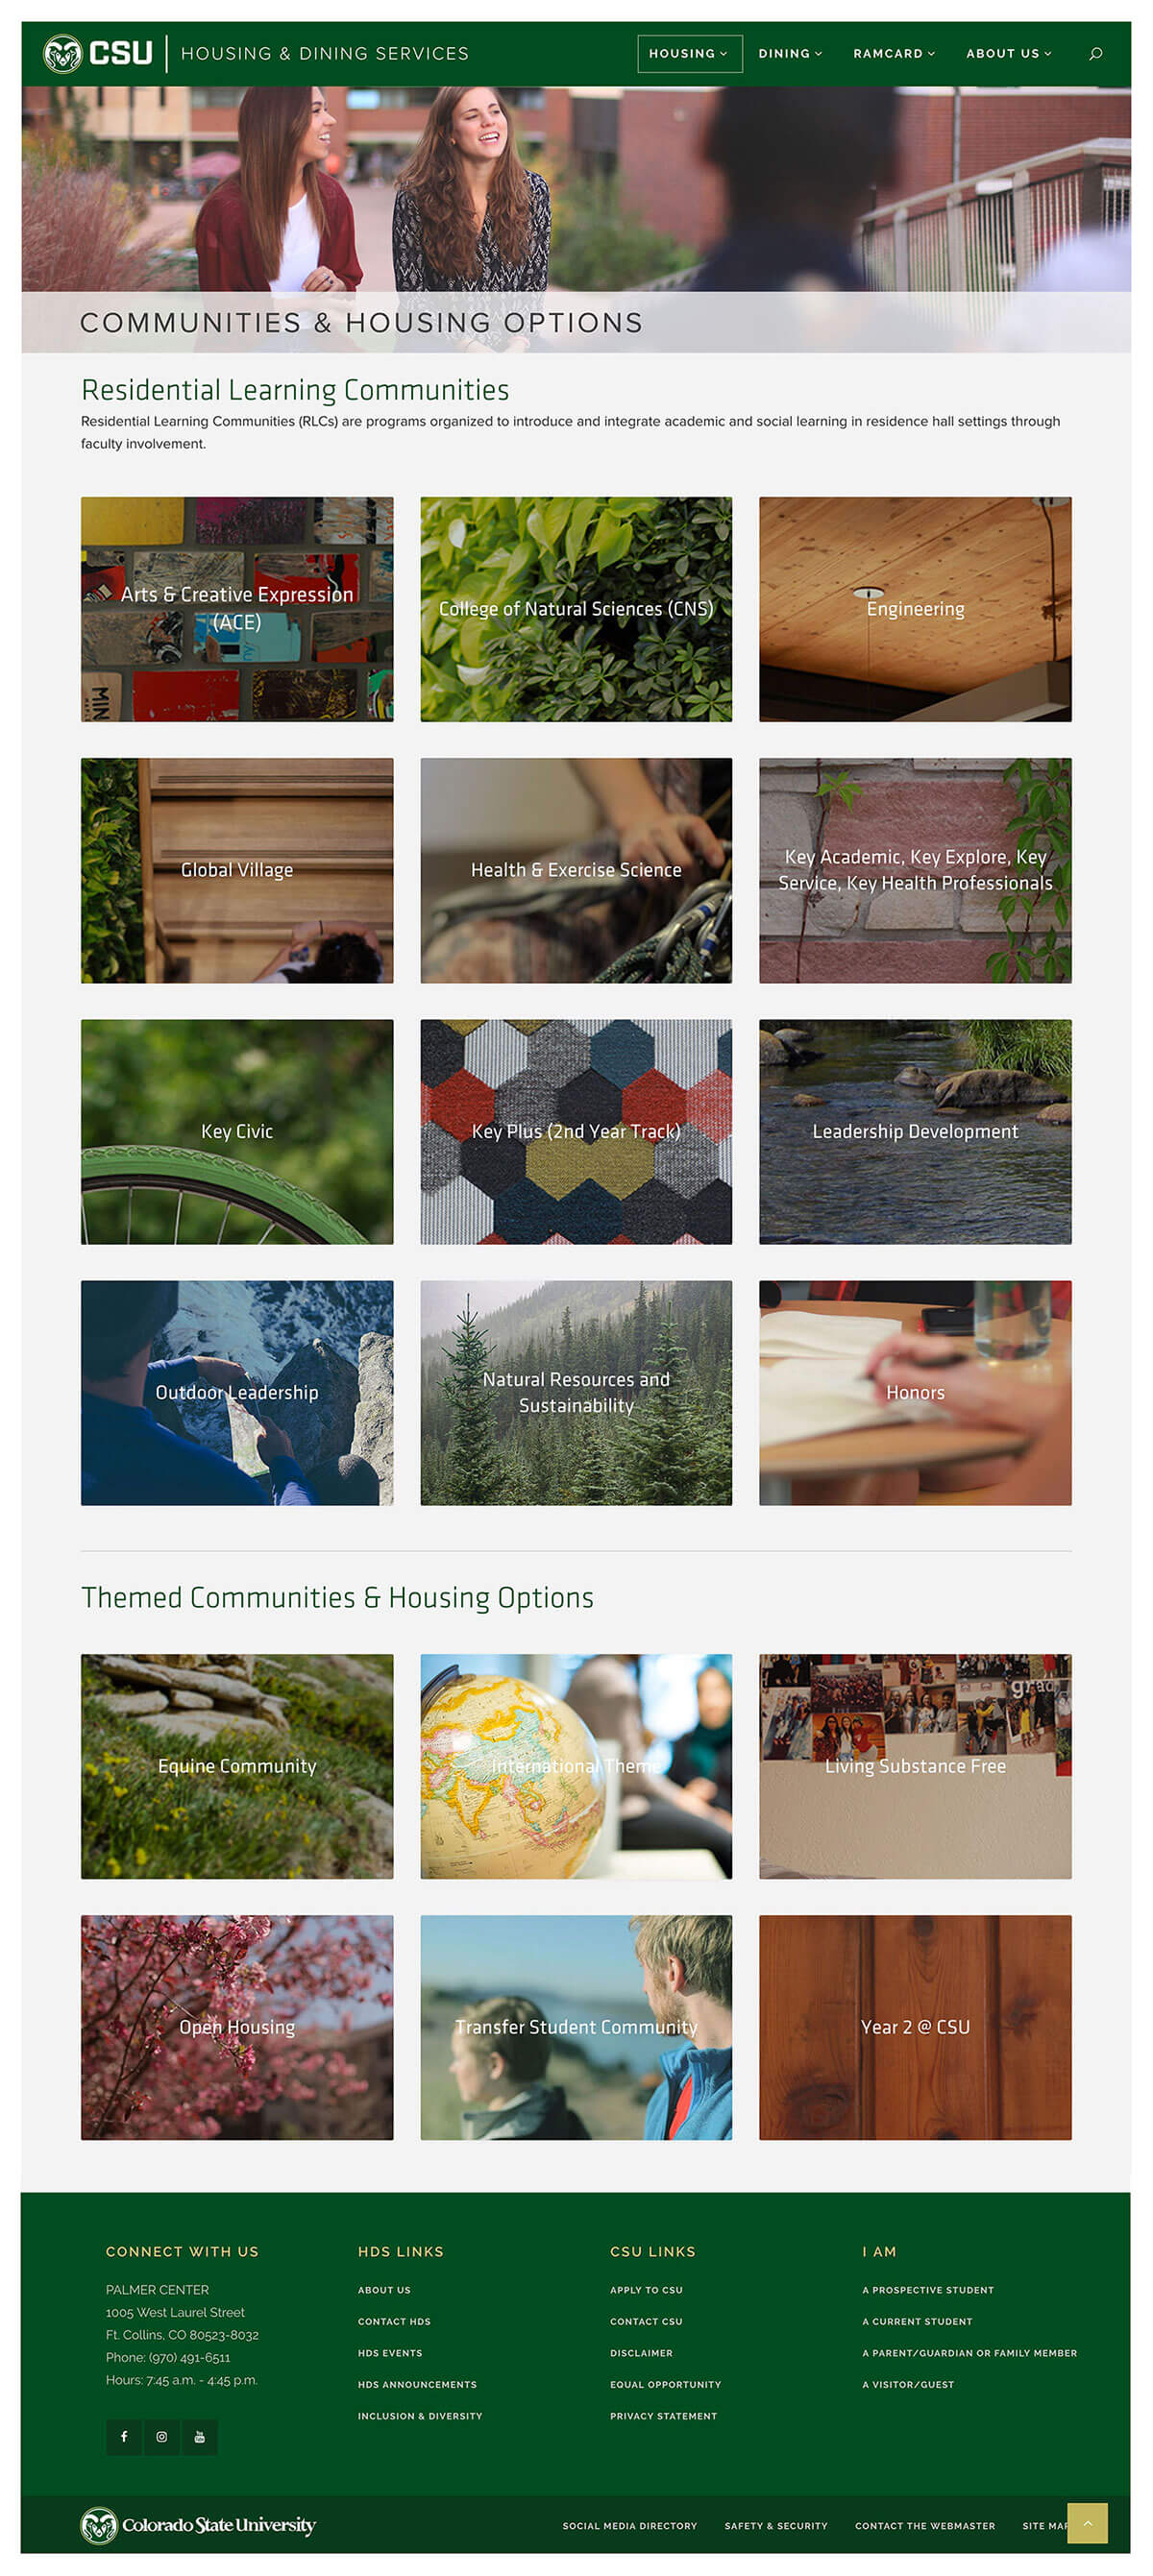 CSU
HOUSING & DINING SERVICES
HOUSING
DINING
RAMCARD
ABOUT US
COMMUNITIES & HOUSING OPTIONS
Residential Learning Communities
Residential Learning Communities (RLCs) are programs organized to introduce and integrate academic and social learning in residence hall settings through
faculty involvement.
Arts & Creative Expression
(ACE)
College of Natural Sciences (CNS)
Engineering
MIN
Global Village
Health & Exercise Science
Key Academic, Key Explore, Key
Service, Key Health Professionals
Key Civic
Key Plus (2nd Year Track)
Leadership Development
Outdoor Leadership
Natural Resources and
Sustainability
Honors
Themed Communities & Housing Options
grad
Equine Community
International Theme
Living Substance Free
Open Housing
Transfer Student Community
Year 2 @ CSU
CONNECT WITH US
PALMER CENTER
1005 West Laurel Street
Ft. Collins, CO 80523-8032
Phone: (970) 491-6511
Hours: 7:45 a.m. - 4:45 p.m.
HDS LINKS
ABOUT US
CONTACT HDS
HDS EVENTS
HDS ANNOUNCEMENTS
INCLUSION & DIVERSITY
CSU LINKS
APPLY TO CSU
CONTACT CSU
DISCLAIMER
EQUAL OPPORTUNITY
PRIVACY STATEMENT
I AM
A PROSPECTIVE STUDENT
A CURRENT STUDENT
A PARENT/GUARDIAN OR FAMILY MEMBER
A VISITOR/GUEST
Colorado State University
SOCIAL MEDIA DIRECTORY
SAFETY & SECURITY
CONTACT THE WEBMASTER
SITE MAP